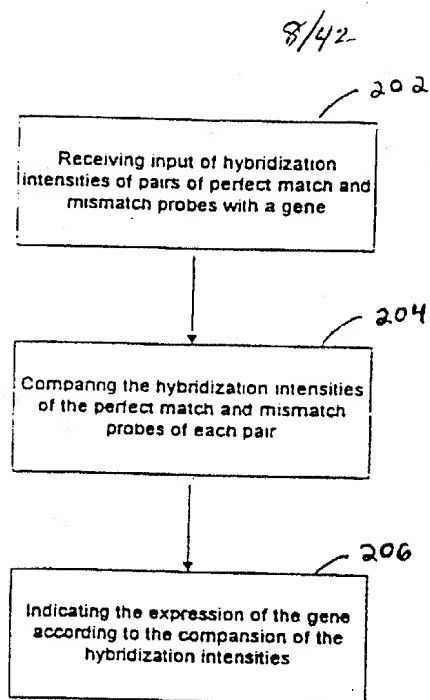 8/42
202
Receiving input of hybridization
intensities of pairs of perfect match and
mismatch probes with a gene
204
Comparing the hybridization intensities
of the perfect match and mismatch
probes of each pair
206
Indicating the expression of the gene
according to the comparison of the
hybridization intensities